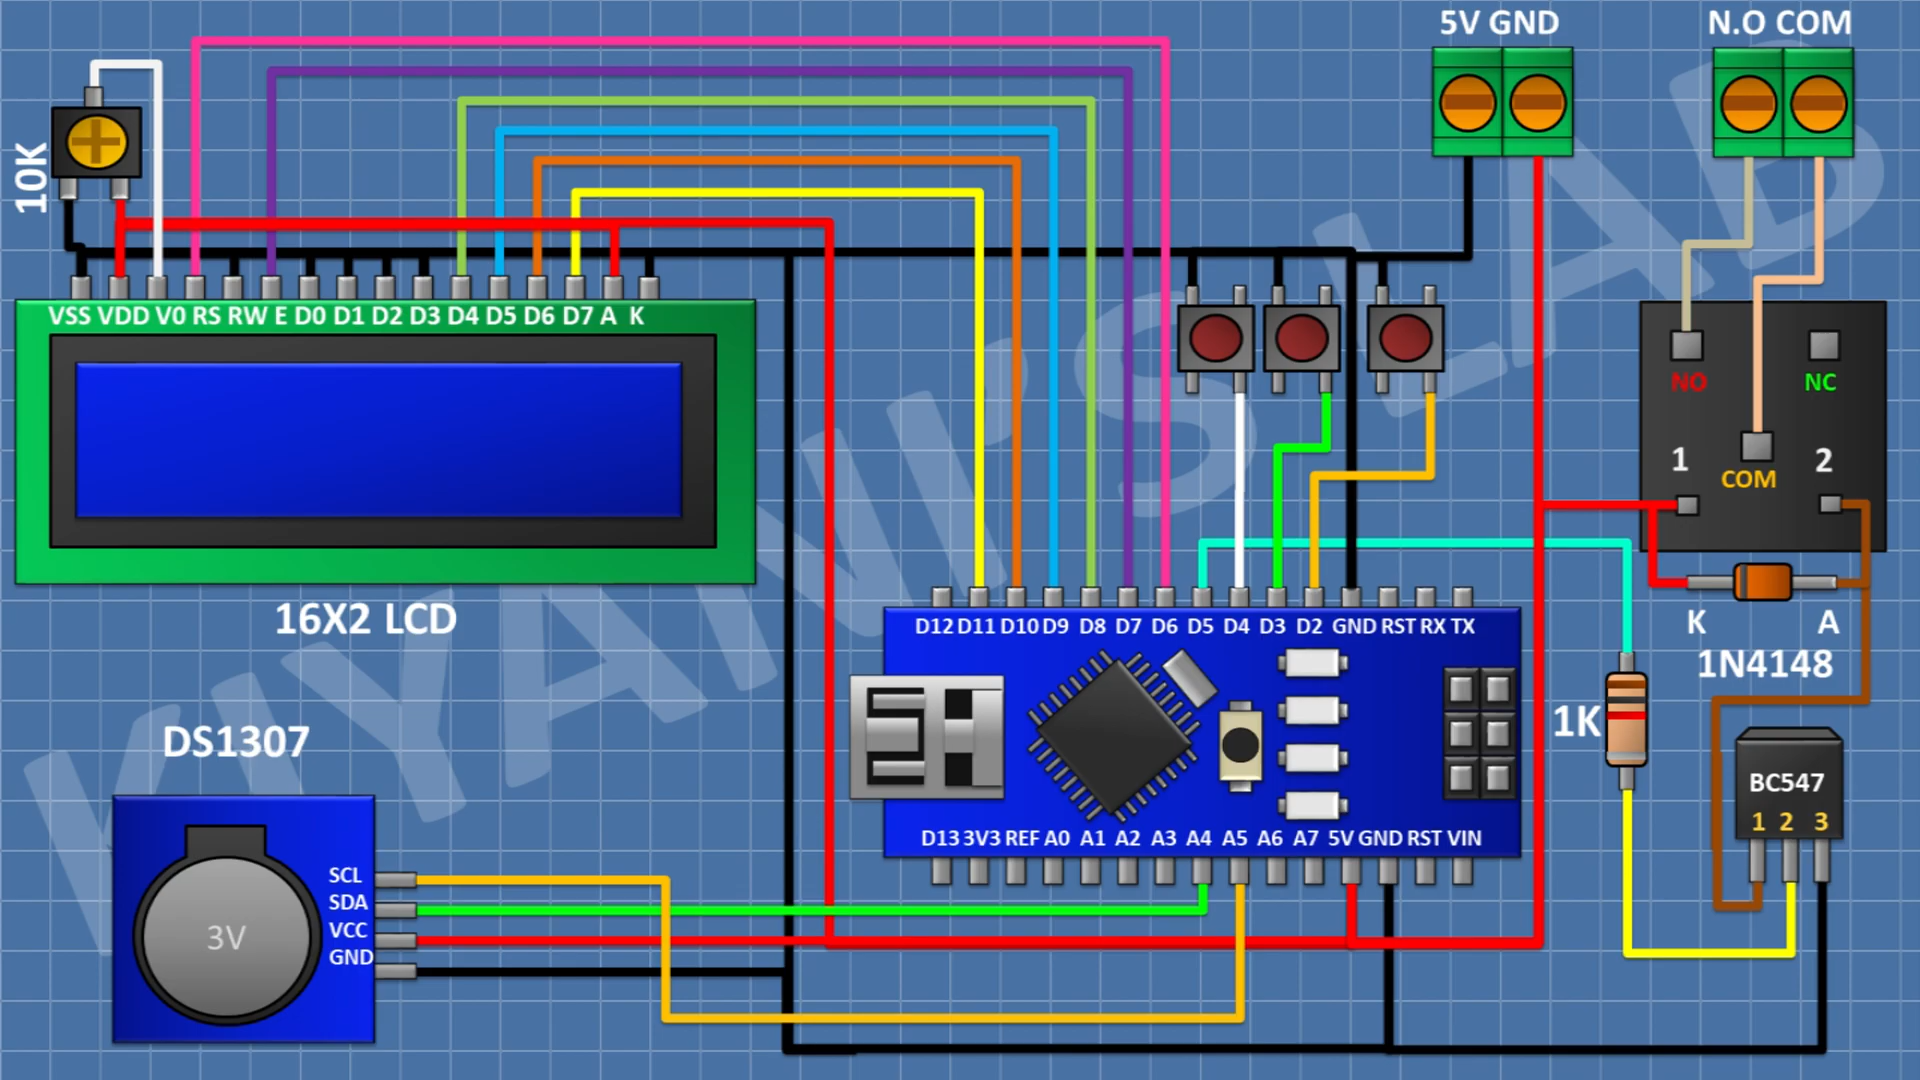 5V GND
N.O COM
10K
VSS VDD V0 RS RW E D0 D1 D2 D3 D4 D5 D6 D7 A K
NO
NC
1
2
COM
16X2 LCD
D12 D11 D10 D9 D8 D7 D6 D5 D4 D3 D2 GND RST RX TX
K
A
1N4148
1K
DS1307
BC547
1 2 3
D13 3V3 REF A0 A1 A2 A3 A4 A5 A6 A7 5V GND RST VIN
SCL
SDA
VCC
GND
3V
KIYANI'S LAB